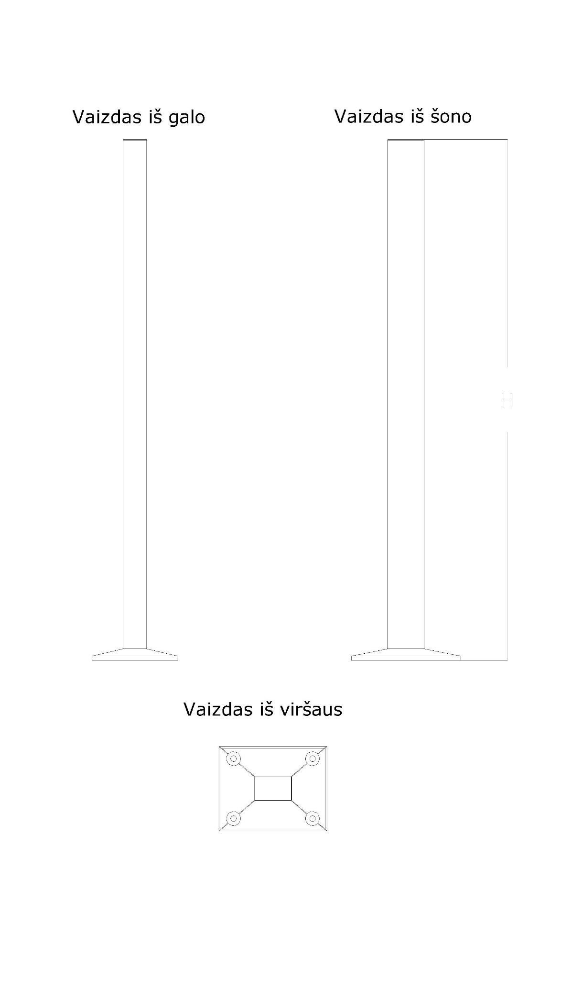 Vaizdas iš galo
Vaizdas iš šono
H
Vaizdas iš viršaus